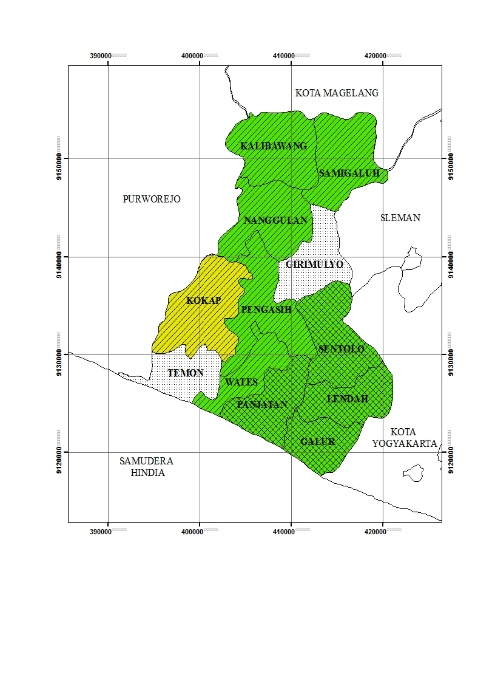 390000 400000 410000 420000
KOTA MAGELANG
KALIBAWANG
SAMIGALUH
PURWOREJO
NANGGULAN
SLEMAN
GIRIMULYO
KOKAP
PENGASIH
SENTOLO
TEMON
WATES
PANJATAN
LENDAH
GALUR
KOTA
YOGYAKARTA
SAMUDERA
HINDIA
9150000
9150000
9140000
9140000
9130000
9130000
9120000
9120000
390000 400000 410000 420000